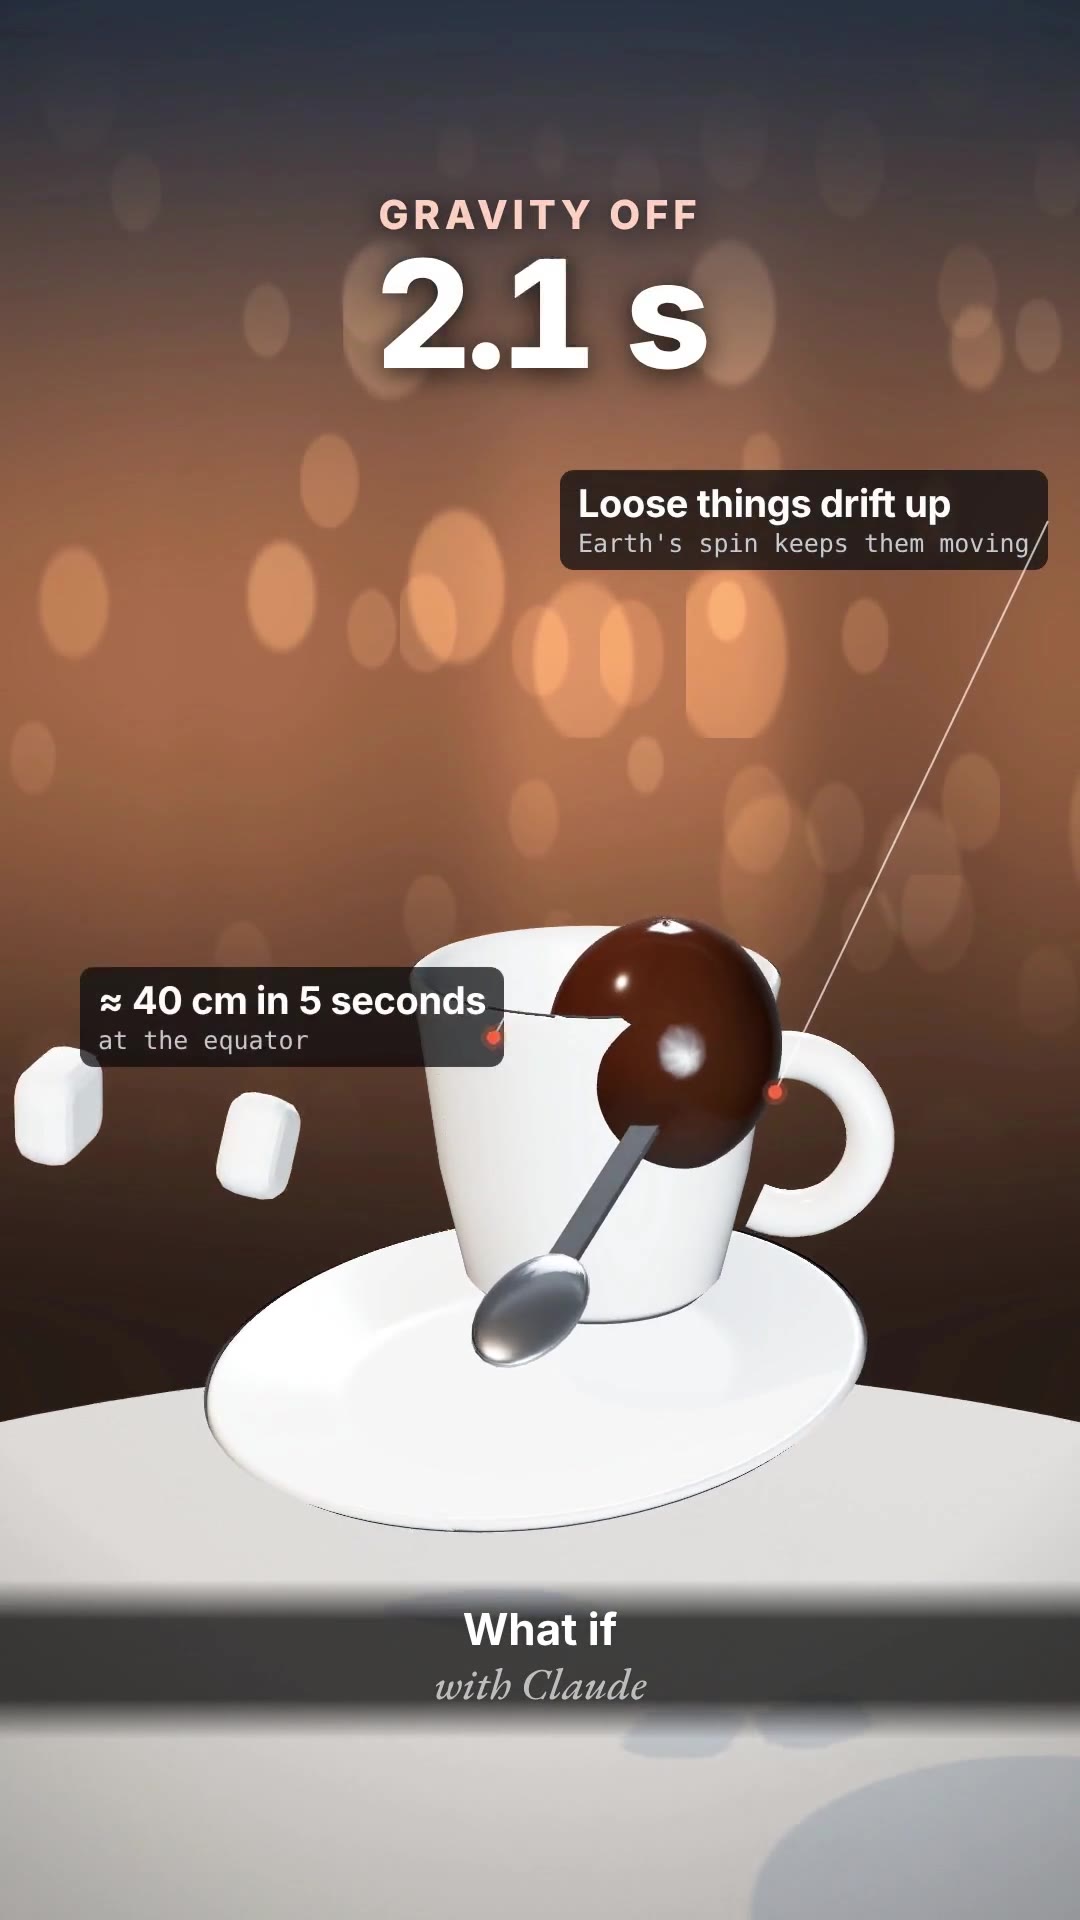 GRAVITY OFF
2.1 s
Loose things drift up
Earth's spin keeps them moving
≈ 40 cm in 5 seconds
at the equator
What if
with Claude